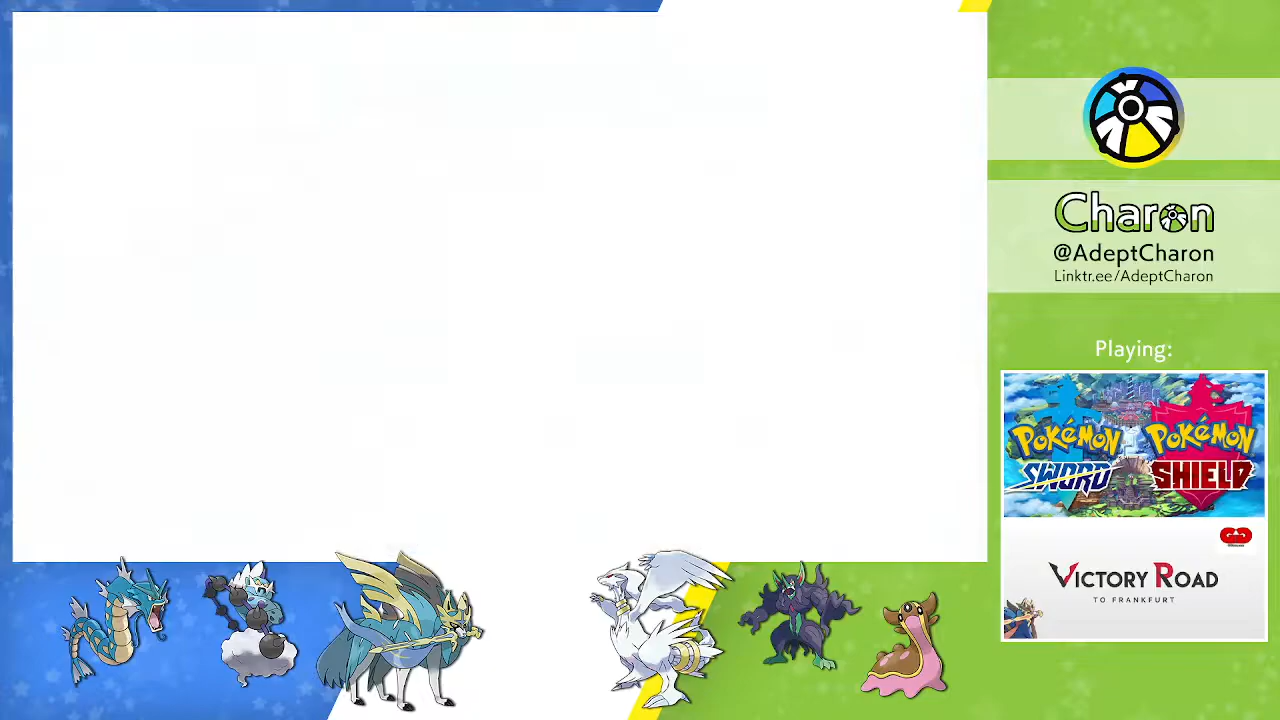 Charon
@AdeptCharon
Linktr.ee/AdeptCharon
Playing:
POKÉMON POKÉMON
SWORD SHIELD
VICTORY ROAD
TO FRANKFURT